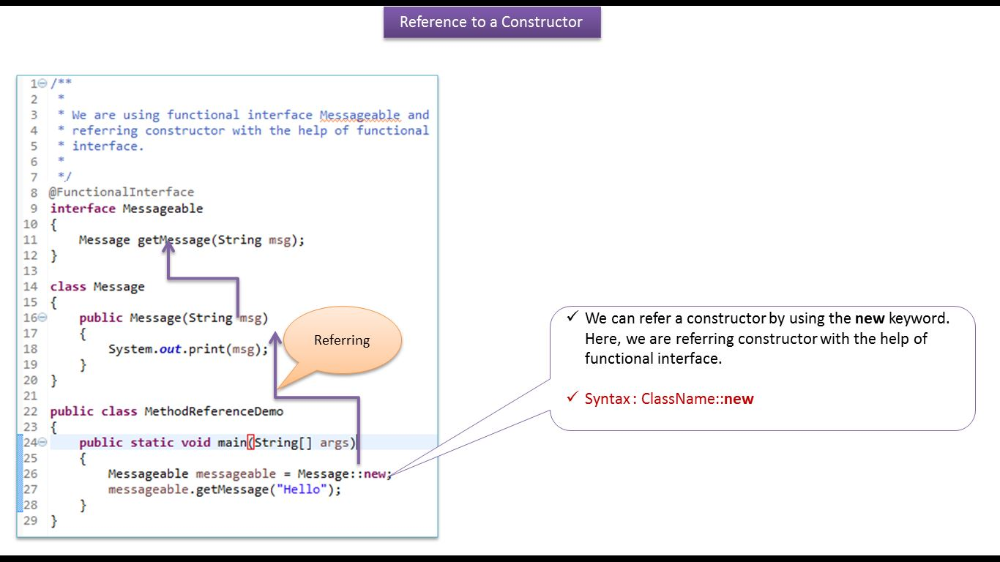 Reference to a Constructor
1 /**
2  *
3  * We are using functional interface Messageable and
4  * referring constructor with the help of functional
5  * interface.
6  *
7  */
8 @FunctionalInterface
9 interface Messageable
10 {
11     Message getMessage(String msg);
12 }
13
14 class Message
15 {
16     public Message(String msg)
17     {
18         System.out.print(msg);
19     }
20 }
21
22 public class MethodReferenceDemo
23 {
24     public static void main(String[] args)
25     {
26         Messageable messageable = Message::new;
27         messageable.getMessage("Hello");
28     }
29 }
Referring
✓ We can refer a constructor by using the new keyword.
Here, we are referring constructor with the help of
functional interface.
✓ Syntax : ClassName::new